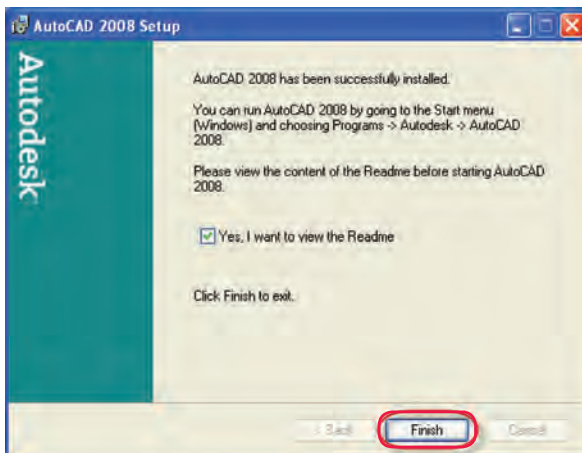 AutoCAD 2008 Setup
Autodesk
AutoCAD 2008 has been successfully installed.
You can run AutoCAD 2008 by going to the Start menu
(Windows) and choosing Programs -> Autodesk -> AutoCAD
2008.
Please view the content of the Readme before starting AutoCAD
2008.
Yes, I want to view the Readme
Click Finish to exit.
Back Finish Cancel